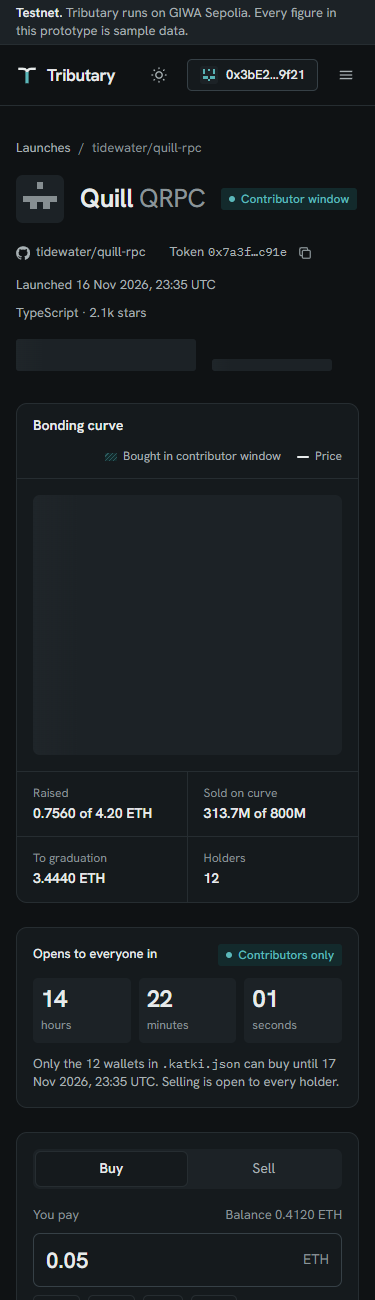 Testnet. Tributary runs on GIWA Sepolia. Every figure in
this prototype is sample data.
Tributary
0x3bE2…9f21
Launches / tidewater/quill-rpc
Quill QRPC
Contributor window
tidewater/quill-rpc Token 0x7a3f…c91e
Launched 16 Nov 2026, 23:35 UTC
TypeScript · 2.1k stars
Bonding curve
Bought in contributor window Price
Raised Sold on curve
0.7560 of 4.20 ETH 313.7M of 800M
To graduation Holders
3.4440 ETH 12
Opens to everyone in Contributors only
14 22 01
hours minutes seconds
Only the 12 wallets in .katki.json can buy until 17
Nov 2026, 23:35 UTC. Selling is open to every holder.
Buy Sell
You pay Balance 0.4120 ETH
0.05 ETH